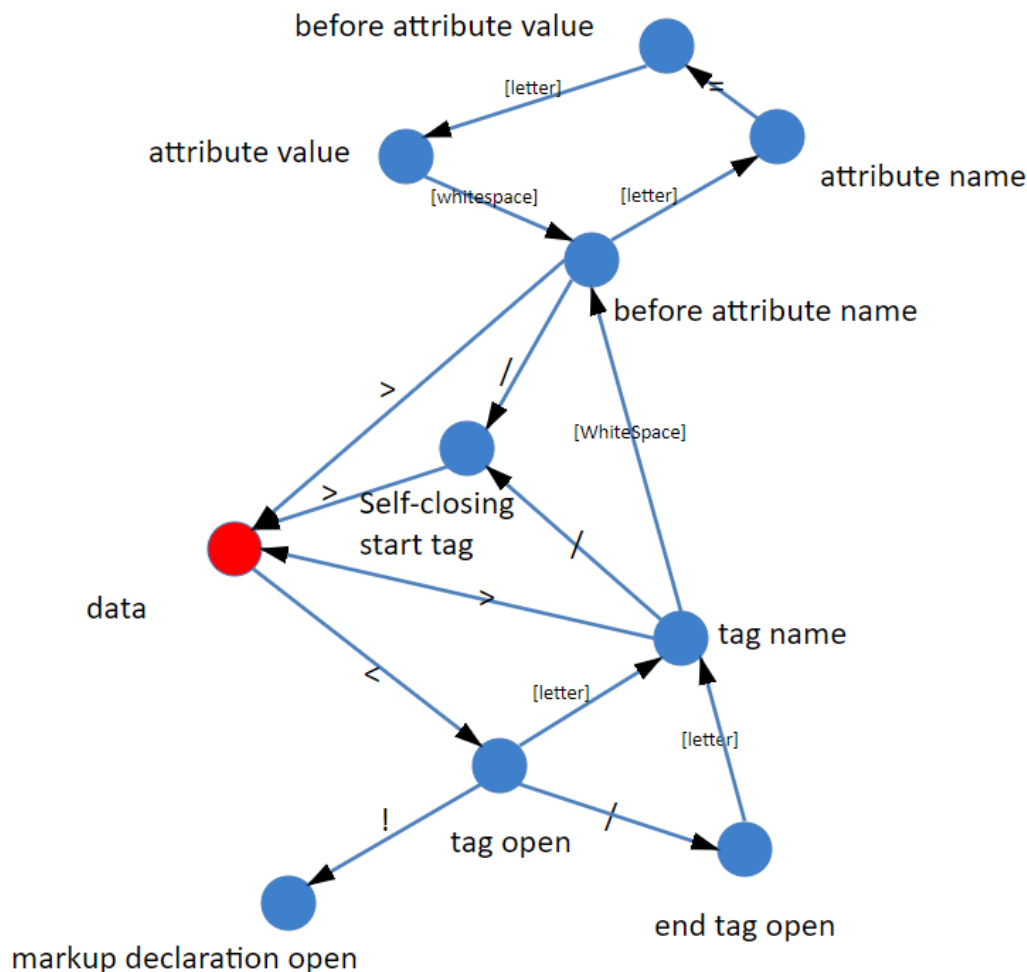 before attribute value
=
[letter]
attribute value
attribute name
[whitespace]
[letter]
before attribute name
>
/
[WhiteSpace]
>
Self-closing
start tag
/
>
data
tag name
<
[letter]
[letter]
!
/
tag open
end tag open
markup declaration open